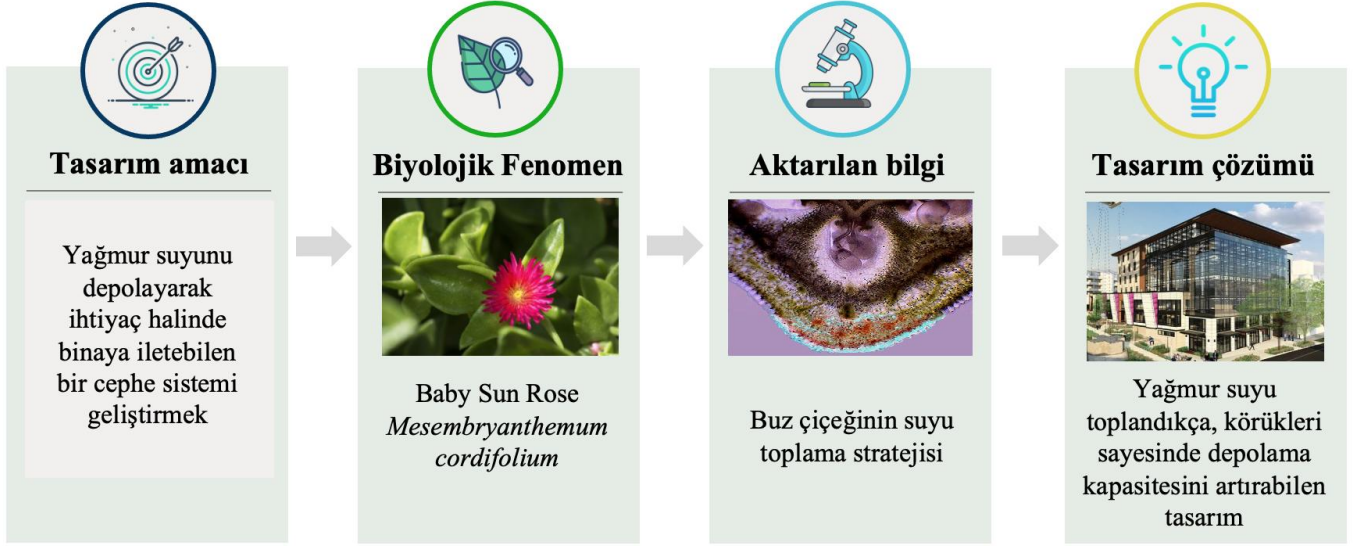 Tasarım amacı
Yağmur suyunu
depolayarak
ihtiyaç halinde
binaya iletebilen
bir cephe sistemi
geliştirmek
Biyolojik Fenomen
Baby Sun Rose
Mesembryanthemum
cordifolium
Aktarılan bilgi
Buz çiçeğinin suyu
toplama stratejisi
Tasarım çözümü
Yağmur suyu
toplandıkça, körükleri
sayesinde depolama
kapasitesini artırabilen
tasarım